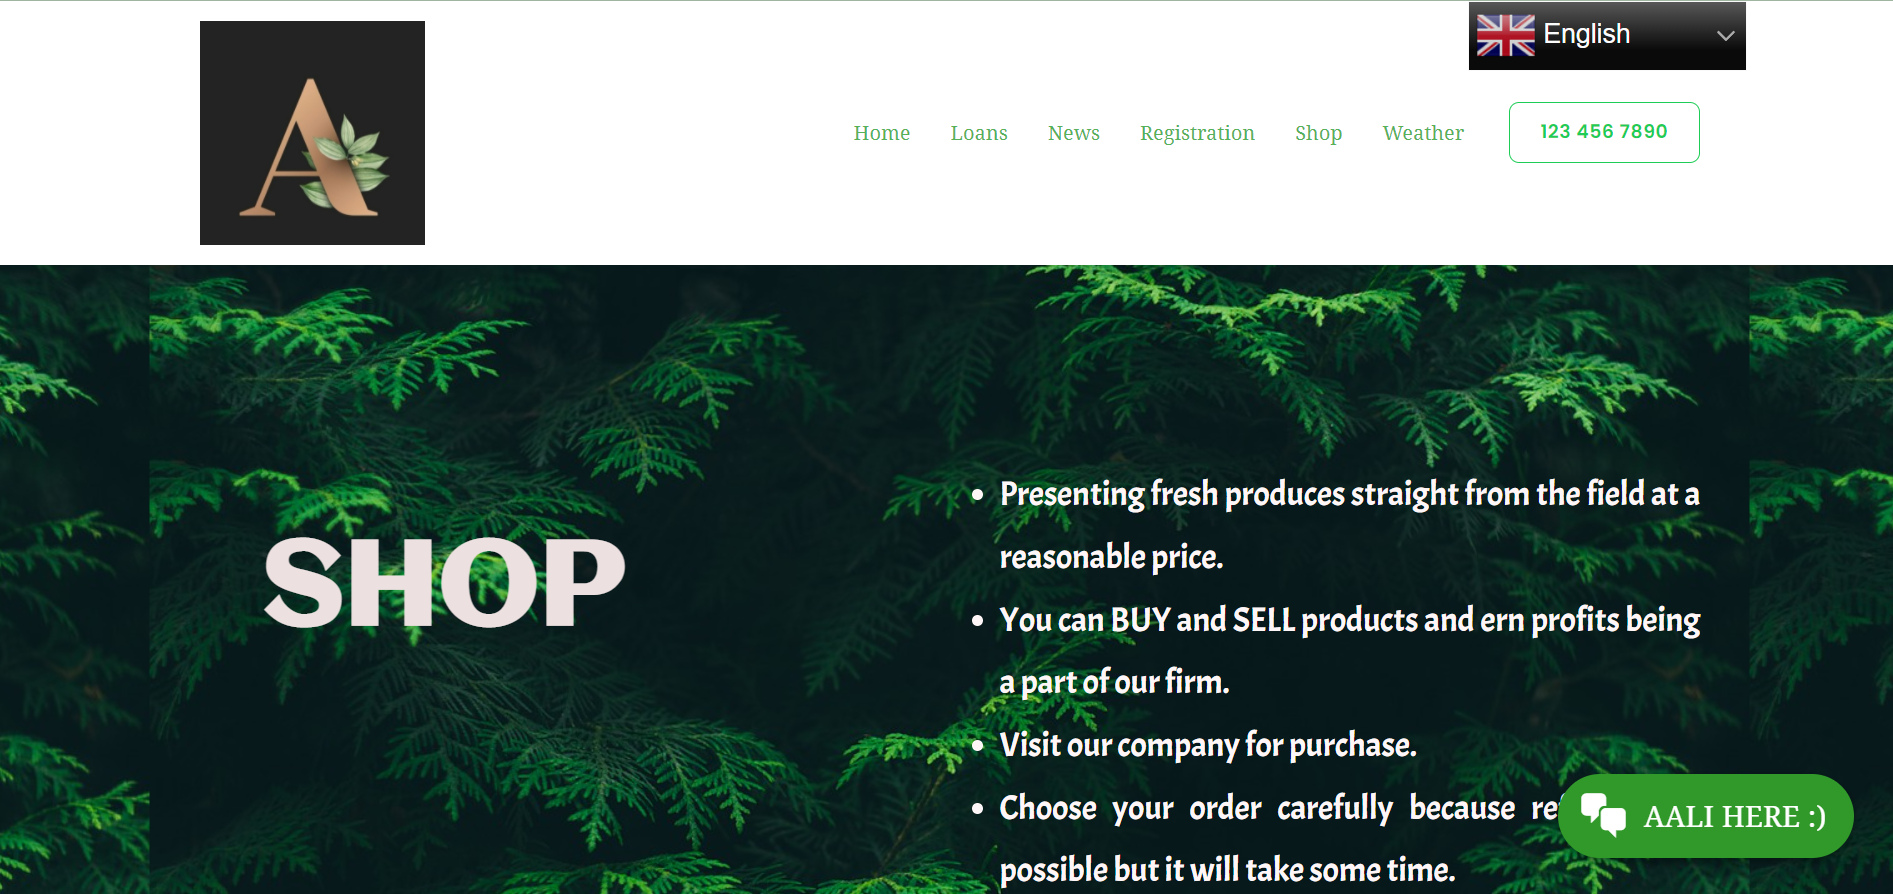 English
A
Home Loans News Registration Shop Weather 123 456 7890
SHOP
Presenting fresh produces straight from the field at a
reasonable price.
You can BUY and SELL products and ern profits being
a part of our firm.
Visit our company for purchase.
Choose your order carefully because
possible but it will take some time.
AALI HERE :)